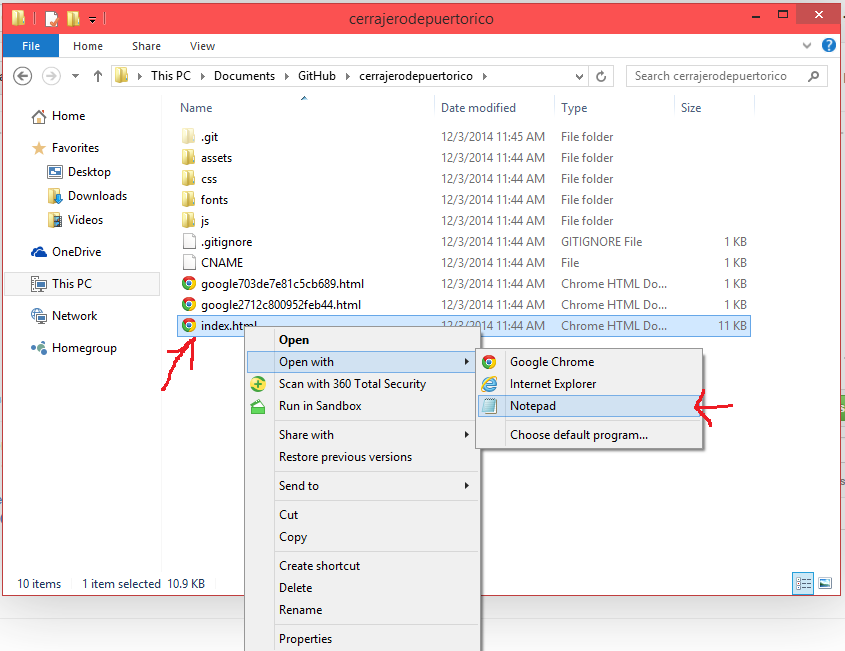 cerrajerodepuertorico
File Home Share View
This PC Documents GitHub cerrajerodepuertorico Search cerrajerodepuertorico
Name Date modified Type Size
Home
Favorites
Desktop
Downloads
Videos
OneDrive
This PC
Network
Homegroup
.git 12/3/2014 11:45 AM File folder
assets 12/3/2014 11:44 AM File folder
css 12/3/2014 11:44 AM File folder
fonts 12/3/2014 11:44 AM File folder
js 12/3/2014 11:44 AM File folder
.gitignore 12/3/2014 11:44 AM GITIGNORE File 1 KB
CNAME 12/3/2014 11:44 AM File 1 KB
google703de7e81c5cb689.html 12/3/2014 11:44 AM Chrome HTML Do... 1 KB
google2712c800952feb44.html 12/3/2014 11:44 AM Chrome HTML Do... 1 KB
index.html 12/3/2014 11:44 AM Chrome HTML Do... 11 KB
Open
Open with
Scan with 360 Total Security
Run in Sandbox
Share with
Restore previous versions
Send to
Cut
Copy
Create shortcut
Delete
Rename
Properties
Google Chrome
Internet Explorer
Notepad
Choose default program...
10 items 1 item selected 10.9 KB